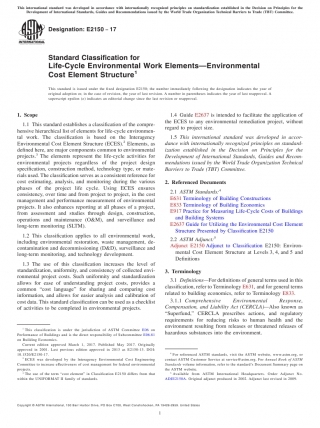 This international standard was developed in accordance with internationally recognized principles on standardization established in the Decision on Principles for the
Development of International Standards, Guides and Recommendations issued by the World Trade Organization Technical Barriers to Trade (TBT) Committee.
Designation: E2150 − 17
Standard Classification for
Life-Cycle Environmental Work Elements—Environmental
Cost Element Structure1
This standard is issued under the fixed designation E2150; the number immediately following the designation indicates the year of
original adoption or, in the case of revision, the year of last revision. A number in parentheses indicates the year of last reapproval. A
superscript epsilon (ε) indicates an editorial change since the last revision or reapproval.
1. Scope
1.1 This standard establishes a classification of the compre-
hensive hierarchical list of elements for life-cycle environmen-
tal work. The classification is based on the Interagency
Environmental Cost Element Structure (ECES).2 Elements, as
defined here, are major components common to environmental
projects.3 The elements represent the life-cycle activities for
environmental projects regardless of the project design
specification, construction method, technology type, or mate-
rials used. The classification serves as a consistent reference for
cost estimating, analysis, and monitoring during the various
phases of the project life cycle. Using ECES ensures
consistency, over time and from project to project, in the cost
management and performance measurement of environmental
projects. It also enhances reporting at all phases of a project,
from assessment and studies through design, construction,
operations and maintenance (O&M), and surveillance and
long-term monitoring (SLTM).
1.2 This classification applies to all environmental work,
including environmental restoration, waste management, de-
contamination and decommissioning (D&D), surveillance and
long-term monitoring, and technology development.
1.3 The use of this classification increases the level of
standardization, uniformity, and consistency of collected envi-
ronmental project costs. Such uniformity and standardization
allows for ease of understanding project costs, provides a
common “cost language” for sharing and comparing cost
information, and allows for easier analysis and calibration of
cost data. This standard classification can be used as a checklist
of activities to be completed in environmental projects.
1 This classification is under the jurisdiction of ASTM Committee E06 on
Performance of Buildings and is the direct responsibility of Subcommittee E06.81
on Building Economics.
Current edition approved March 1, 2017. Published May 2017. Originally
approved in 2002. Last previous edition approved in 2013 as
2 ECES was developed by the Interagency Environmental Cost Engineering
Committee to increase effectiveness of cost management for federal environmental
projects.
3 The use of the term “cost element” in Classification E2150 differs from that
within the UNIFORMAT II family of standards.
1.4 Guide E2637 is intended to facilitate the application of
the ECES to any environmental remediation project, without
regard to project size.
1.5 This international standard was developed in accor-
dance with internationally recognized principles on standard-
ization established in the Decision on Principles for the
Development of International Standards, Guides and Recom-
mendations issued by the World Trade Organization Technical
Barriers to Trade (TBT) Committee.
2. Referenced Documents
2.1 ASTM Standards:4
E631 Terminology of Building Constructions
E833 Terminology of Building Economics
E917 Practice for Measuring Life-Cycle Costs of Buildings
and Building Systems
E2637 Guide for Utilizing the Environmental Cost Element
Structure Presented by Classification E2150
2.2 ASTM Adjunct:5
Adjunct: E2150 Adjunct to Classification E2150: Environ-
mental Cost Element Structure at Levels 3, 4, and 5 and
Definitions
3. Terminology
3.1 Definitions—For definitions of general terms used in this
classification, refer to Terminology E631, and for general terms
related to building economics, refer to Terminology E833.
3.1.1 Comprehensive Environmental Response,
Compensation, and Liability Act (CERCLA)—Also known as
“Superfund,” CERCLA prescribes actions, and regulatory
requirements for reducing risks to human health and the
environment resulting from releases or threatened releases of
hazardous substances into the environment.
4 For referenced ASTM standards, visit the ASTM website, www.astm.org, or
contact ASTM Customer Service at service@astm.org. For Annual Book of ASTM
Standards volume information, refer to the standard’s Document Summary page on
the ASTM website.
5 Available from ASTM International Headquarters. Order Adjunct No.
Original adjunct produced in 2002. Adjunct last revised in 2009.
Copyright © ASTM International, 100 Barr Harbor Drive, PO Box C700, West Conshohocken, PA 19428-2959. United States
1